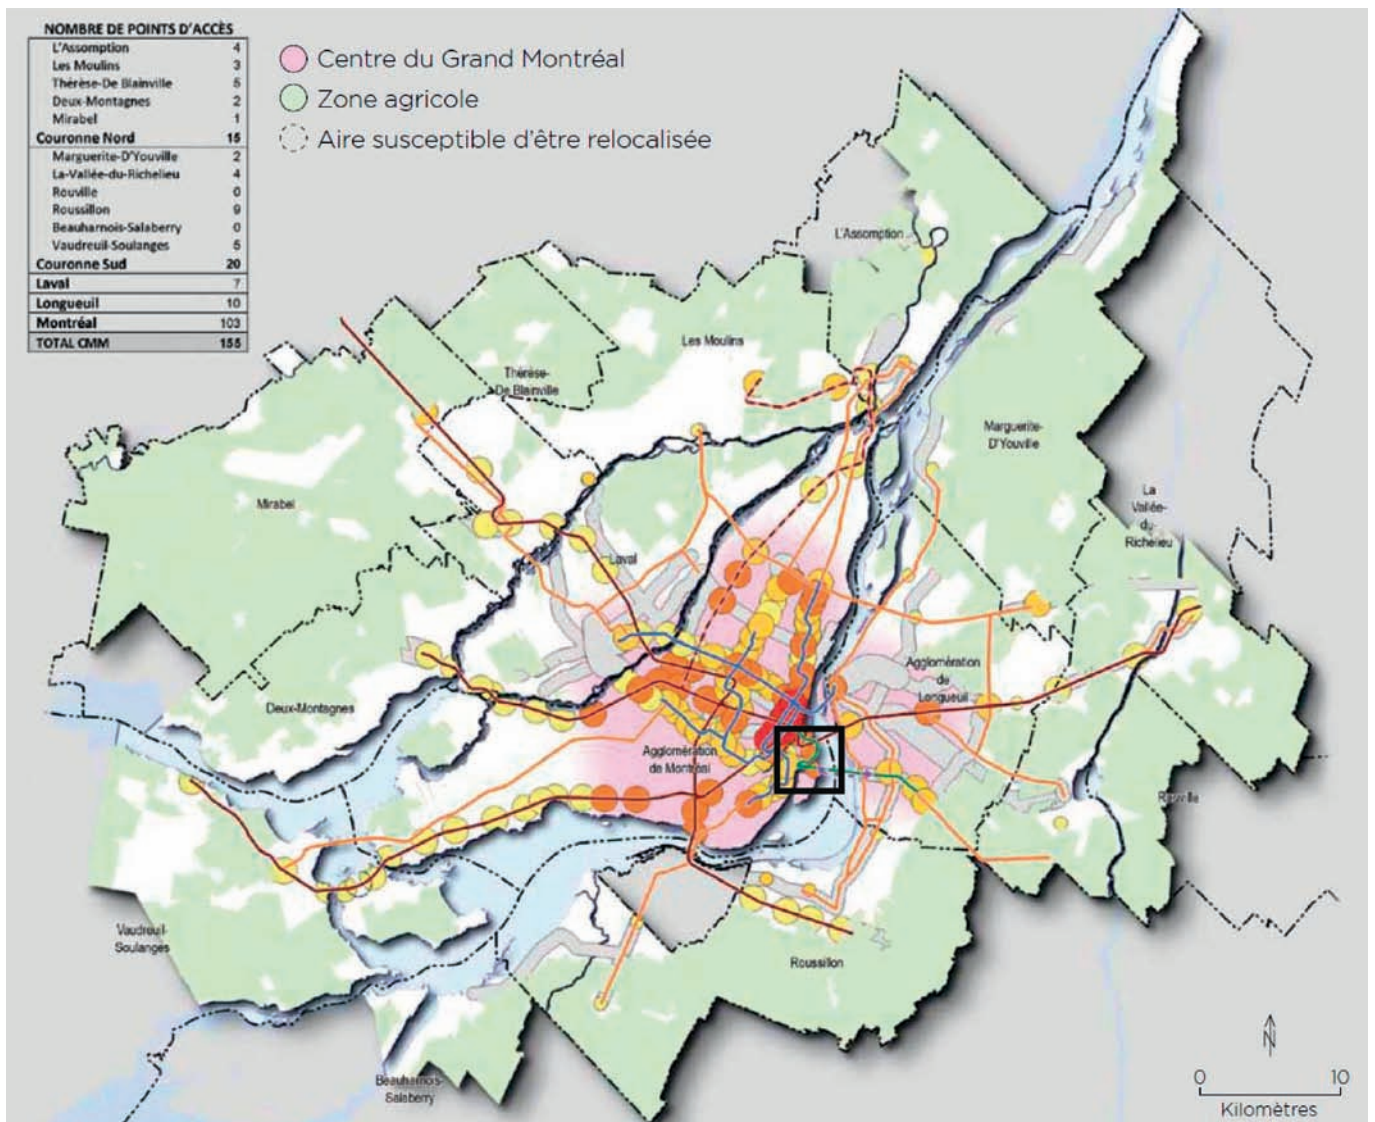 NOMBRE DE POINTS D'ACCÈS
L'Assomption 4
Les Moulins 3
Thérèse-De Blainville 5
Deux-Montagnes 2
Mirabel 1
Couronne Nord 15
Marguerite-D'Youville 2
La-Vallée-du-Richelieu 4
Rouville 0
Roussillon 9
Beauharnois-Salaberry 0
Vaudreuil-Soulanges 5
Couronne Sud 20
Laval 7
Longueuil 10
Montréal 103
TOTAL CMM 155
Centre du Grand Montréal
Zone agricole
Aire susceptible d'être relocalisée
L'Assomption
Les Moulins
Thérèse-
De Blainville
Marguerite-
D'Youville
Mirabel
La
Vallée-
du-
Richelieu
Laval
Agglomération
de
Longueuil
Deux-Montagnes
Agglomération
de Montréal
Rouville
Vaudreuil-
Soulanges
Roussillon
Beauharnois-
Salaberry
N
0 10
Kilomètres